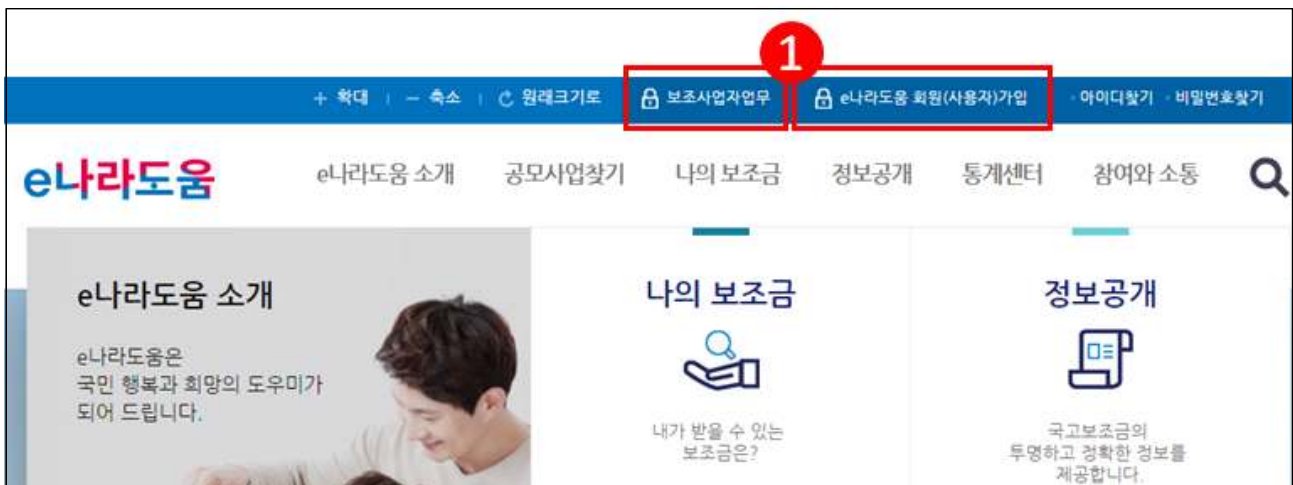 1
+ 확대 | - 축소 | 원래크기로 보조사업자업무 e나라도움 회원(사용자)가입 · 아이디찾기 · 비밀번호찾기
e나라도움 e나라도움 소개 공모사업찾기 나의 보조금 정보공개 통계센터 참여와 소통
e나라도움 소개
e나라도움은
국민 행복과 희망의 도우미가
되어 드립니다.
나의 보조금
내가 받을 수 있는
보조금은?
정보공개
국고보조금의
투명하고 정확한 정보를
제공합니다.